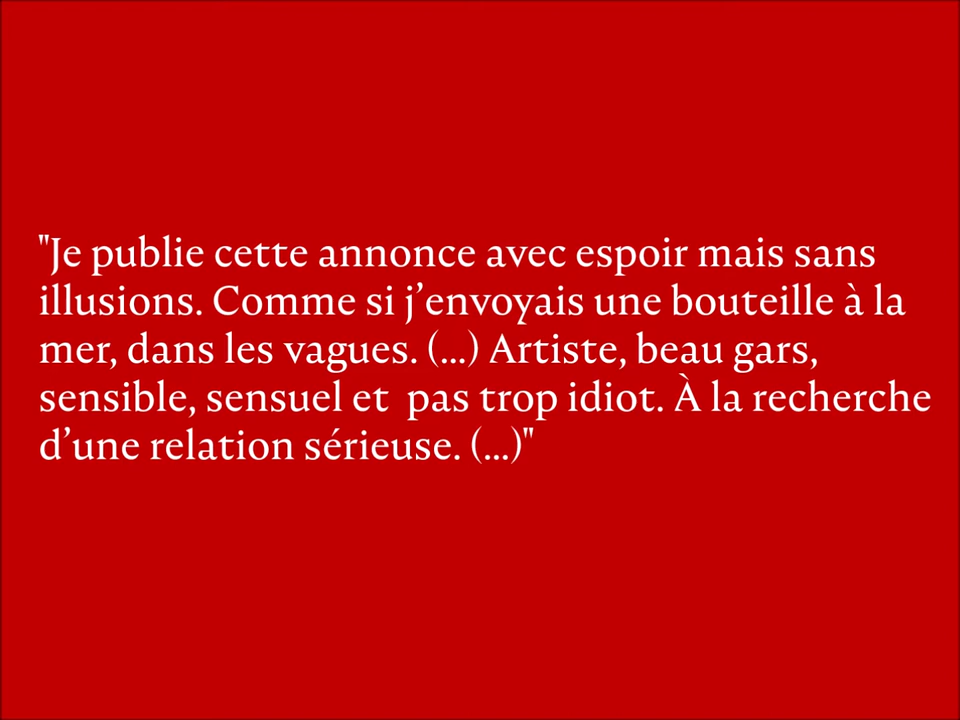 "Je publie cette annonce avec espoir mais sans
illusions. Comme si j’envoyais une bouteille à la
mer, dans les vagues. (...) Artiste, beau gars,
sensible, sensuel et  pas trop idiot. À la recherche
d’une relation sérieuse. (...)"